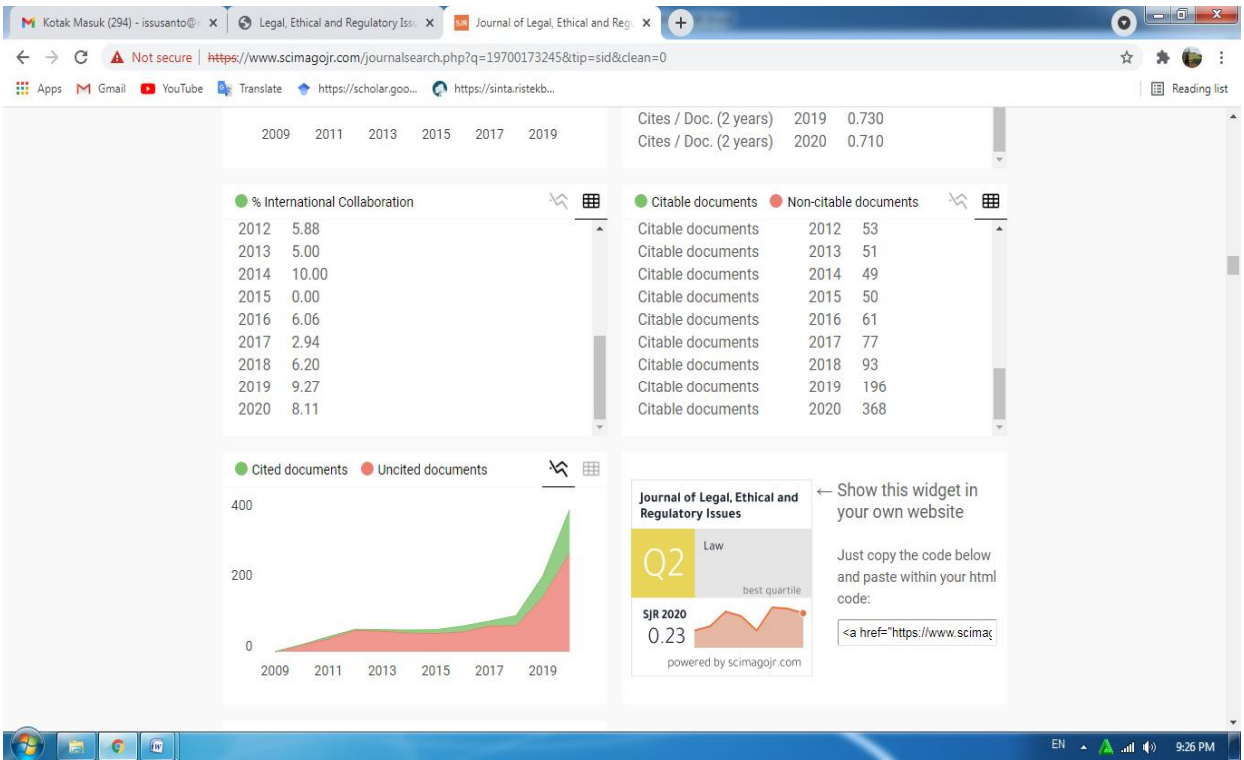 Kotak Masuk (294) - issusanto@
Legal, Ethical and Regulatory Issu
SJR Journal of Legal, Ethical and Regu
Not secure | https://www.scimagojr.com/journalsearch.php?q=19700173245&tip=sid&clean=0
Apps Gmail YouTube Translate https://scholar.goo... https://sinta.ristekb... Reading list
2009 2011 2013 2015 2017 2019
Cites / Doc. (2 years) 2019 0.730
Cites / Doc. (2 years) 2020 0.710
% International Collaboration
2012 5.88
2013 5.00
2014 10.00
2015 0.00
2016 6.06
2017 2.94
2018 6.20
2019 9.27
2020 8.11
Citable documents Non-citable documents
Citable documents 2012 53
Citable documents 2013 51
Citable documents 2014 49
Citable documents 2015 50
Citable documents 2016 61
Citable documents 2017 77
Citable documents 2018 93
Citable documents 2019 196
Citable documents 2020 368
Cited documents Uncited documents
400
200
0
2009 2011 2013 2015 2017 2019
Journal of Legal, Ethical and
Regulatory Issues
Q2
Law
best quartile
SJR 2020
0.23
powered by scimagojr.com
← Show this widget in
your own website
Just copy the code below
and paste within your html
code:
<a href="https://www.scimag
EN 9:26 PM